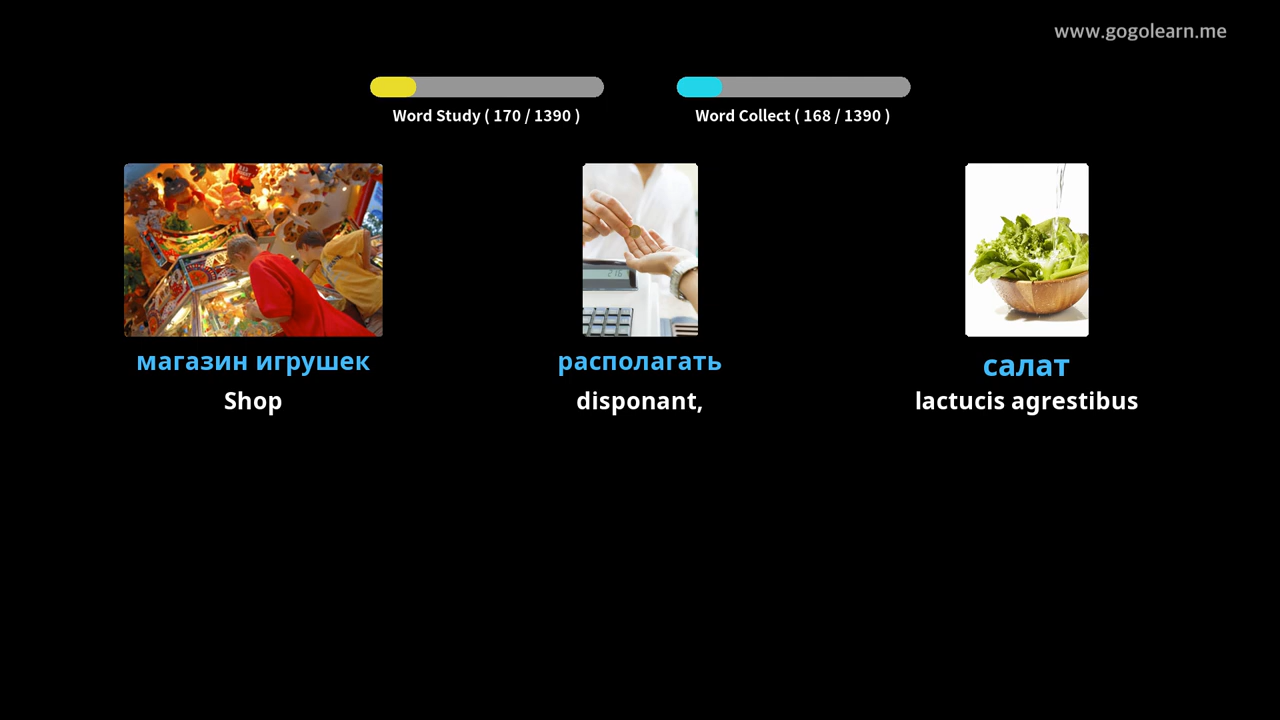 www.gogolearn.me
Word Study ( 170 / 1390 )
Word Collect ( 168 / 1390 )
магазин игрушек
Shop
располагать
disponant,
салат
lactucis agrestibus